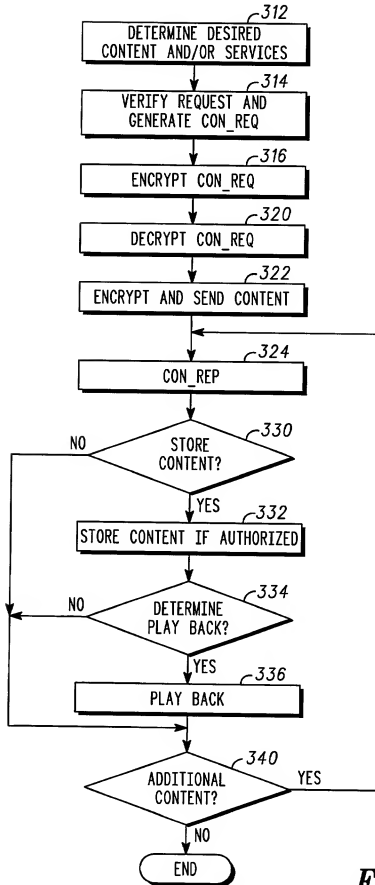 312
DETERMINE DESIRED
CONTENT AND/OR SERVICES
314
VERIFY REQUEST AND
GENERATE CON_REQ
316
ENCRYPT CON_REQ
320
DECRYPT CON_REQ
322
ENCRYPT AND SEND CONTENT
324
CON_REP
330
NO
STORE
CONTENT?
YES
332
STORE CONTENT IF AUTHORIZED
334
NO
DETERMINE
PLAY BACK?
YES
336
PLAY BACK
340
ADDITIONAL
CONTENT?
YES
NO
END
F